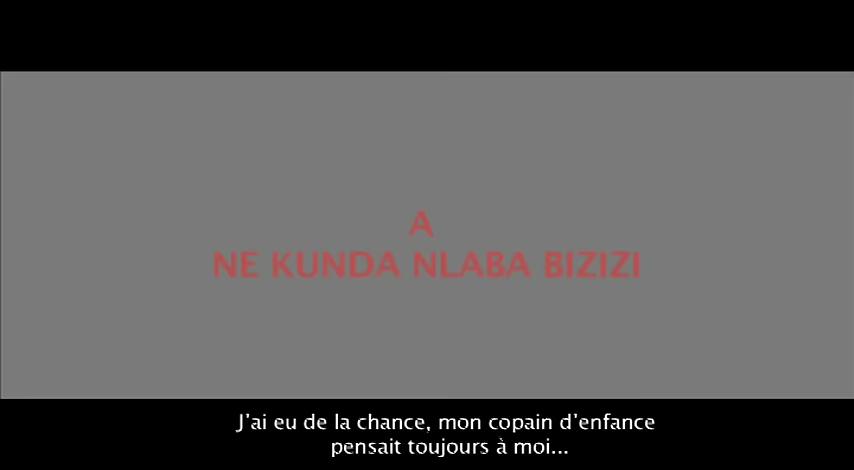 A
NE KUNDA NLABA BIZIZI
J'ai eu de la chance, mon copain d'enfance
pensait toujours à moi...